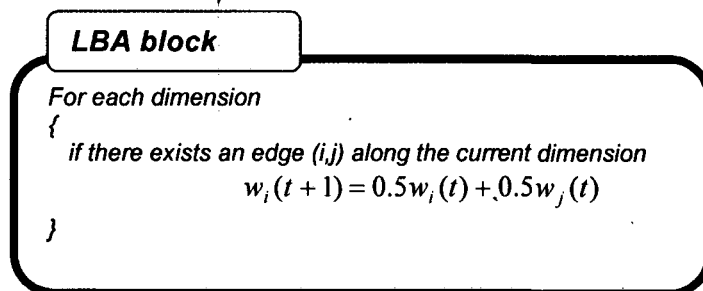 LBA block
For each dimension
{
if there exists an edge (i,j) along the current dimension
w_i(t+1) = 0.5w_i(t) + 0.5w_j(t)
}